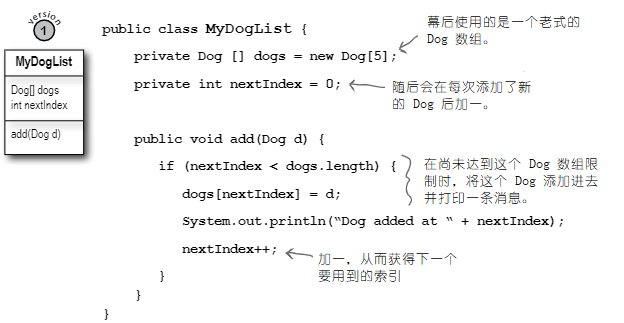 version
1
MyDogList
Dog[] dogs
int nextIndex
add(Dog d)
public class MyDogList {
private Dog [] dogs = new Dog[5];
幕后使用的是一个老式的
Dog 数组。
private int nextIndex = 0;
随后会在每次添加了新
的 Dog 后加一。
public void add(Dog d) {
if (nextIndex < dogs.length) {
在尚未达到这个 Dog 数组限
制时，将这个 Dog 添加进去
并打印一条消息。
dogs[nextIndex] = d;
System.out.println(“Dog added at “ + nextIndex);
nextIndex++;
加一，从而获得下一个
要用到的索引
}
}
}